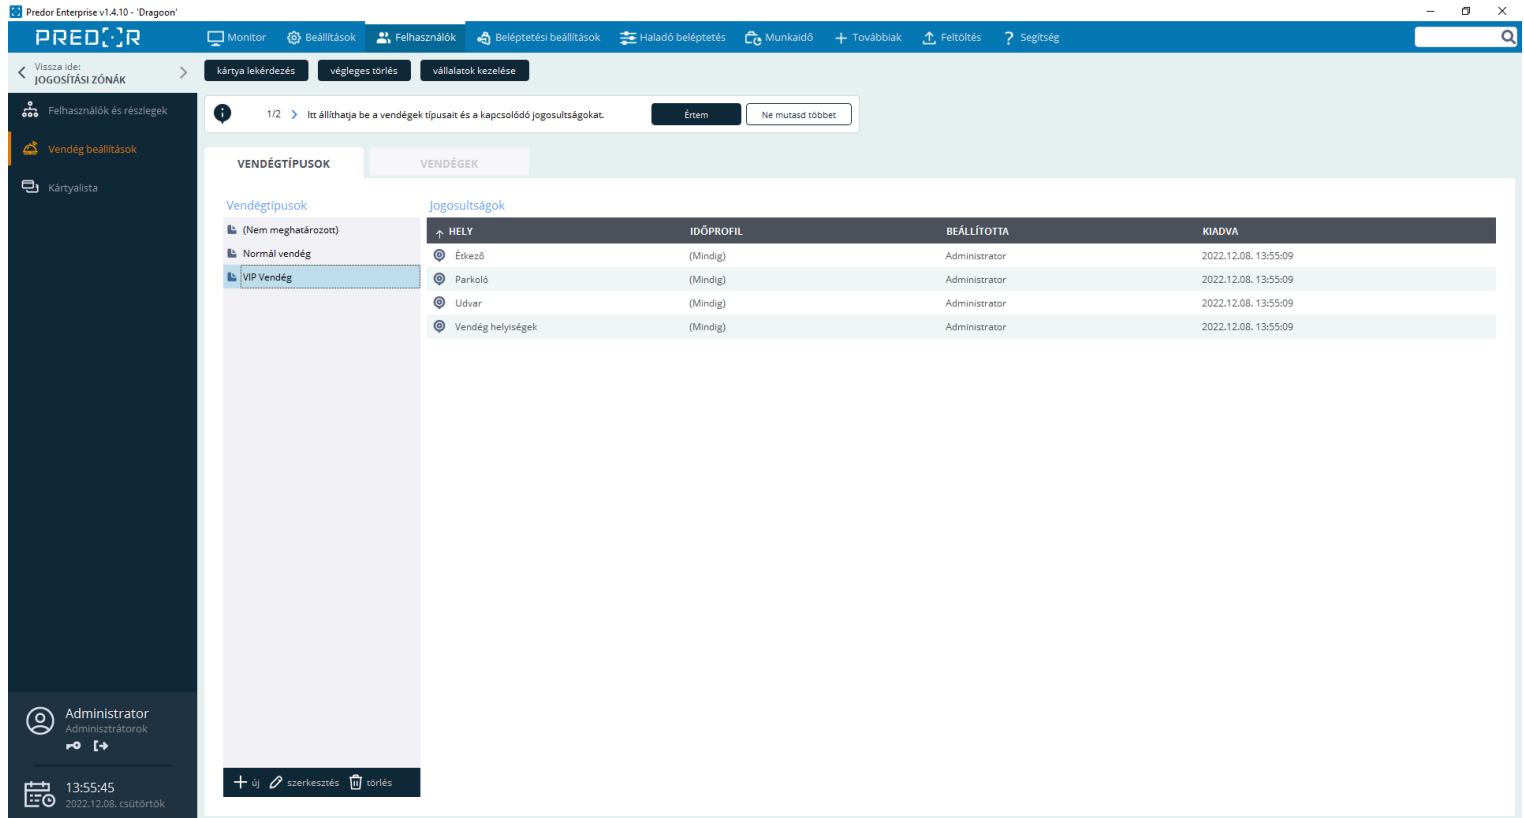 Predor Enterprise v1.4.10 - 'Dragoon'
PREDOR
Monitor Beállítások Felhasználók Beléptetési beállítások Haladó beléptetés Munkaidő Továbbiak Feltöltés ? Segítség
Vissza ide:
JOGOSÍTÁSI ZÓNÁK
kártya lekérdezés végleges törlés vállalatok kezelése
Felhasználók és részlegek
Vendég beállítások
Kártyalista
1/2 > Itt állíthatja be a vendégek típusait és a kapcsolódó jogosultságokat. Értem Ne mutasd többet
VENDÉGTÍPUSOK VENDÉGEK
Vendégtípusok
(Nem meghatározott)
Normál vendég
VIP Vendég
Jogosultságok
HELY IDŐPROFIL BEÁLLÍTOTTA KIADVA
Étkező (Mindig) Administrator 2022.12.08. 13:55:09
Parkoló (Mindig) Administrator 2022.12.08. 13:55:09
Udvar (Mindig) Administrator 2022.12.08. 13:55:09
Vendég helyiségek (Mindig) Administrator 2022.12.08. 13:55:09
új szerkesztés törlés
Administrator
Adminisztrátorok
13:55:45
2022.12.08. csütörtök